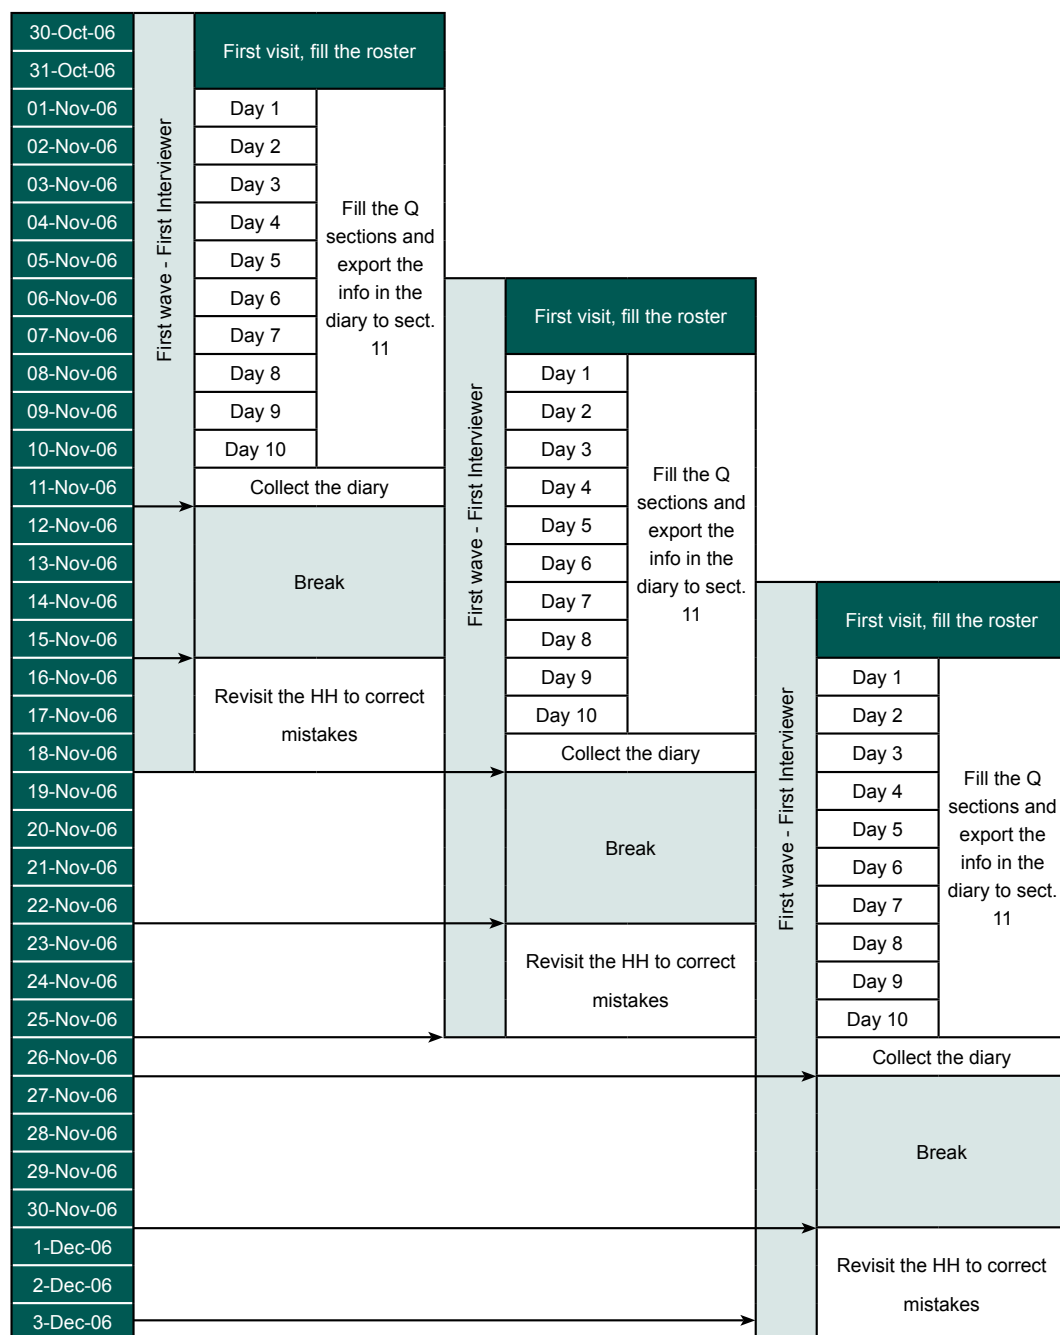 30-Oct-06
31-Oct-06
01-Nov-06
02-Nov-06
03-Nov-06
04-Nov-06
05-Nov-06
06-Nov-06
07-Nov-06
08-Nov-06
09-Nov-06
10-Nov-06
11-Nov-06
12-Nov-06
13-Nov-06
14-Nov-06
15-Nov-06
16-Nov-06
17-Nov-06
18-Nov-06
19-Nov-06
20-Nov-06
21-Nov-06
22-Nov-06
23-Nov-06
24-Nov-06
25-Nov-06
26-Nov-06
27-Nov-06
28-Nov-06
29-Nov-06
30-Nov-06
1-Dec-06
2-Dec-06
3-Dec-06
First wave - First Interviewer
First visit, fill the roster
Day 1
Day 2
Day 3
Day 4
Day 5
Day 6
Day 7
Day 8
Day 9
Day 10
Fill the Q
sections and
export the
info in the
diary to sect.
11
Collect the diary
Break
Revisit the HH to correct
mistakes
First wave - First Interviewer
First visit, fill the roster
Day 1
Day 2
Day 3
Day 4
Day 5
Day 6
Day 7
Day 8
Day 9
Day 10
Fill the Q
sections and
export the
info in the
diary to sect.
11
Collect the diary
Break
Revisit the HH to correct
mistakes
First wave - First Interviewer
First visit, fill the roster
Day 1
Day 2
Day 3
Day 4
Day 5
Day 6
Day 7
Day 8
Day 9
Day 10
Fill the Q
sections and
export the
info in the
diary to sect.
11
Collect the diary
Break
Revisit the HH to correct
mistakes